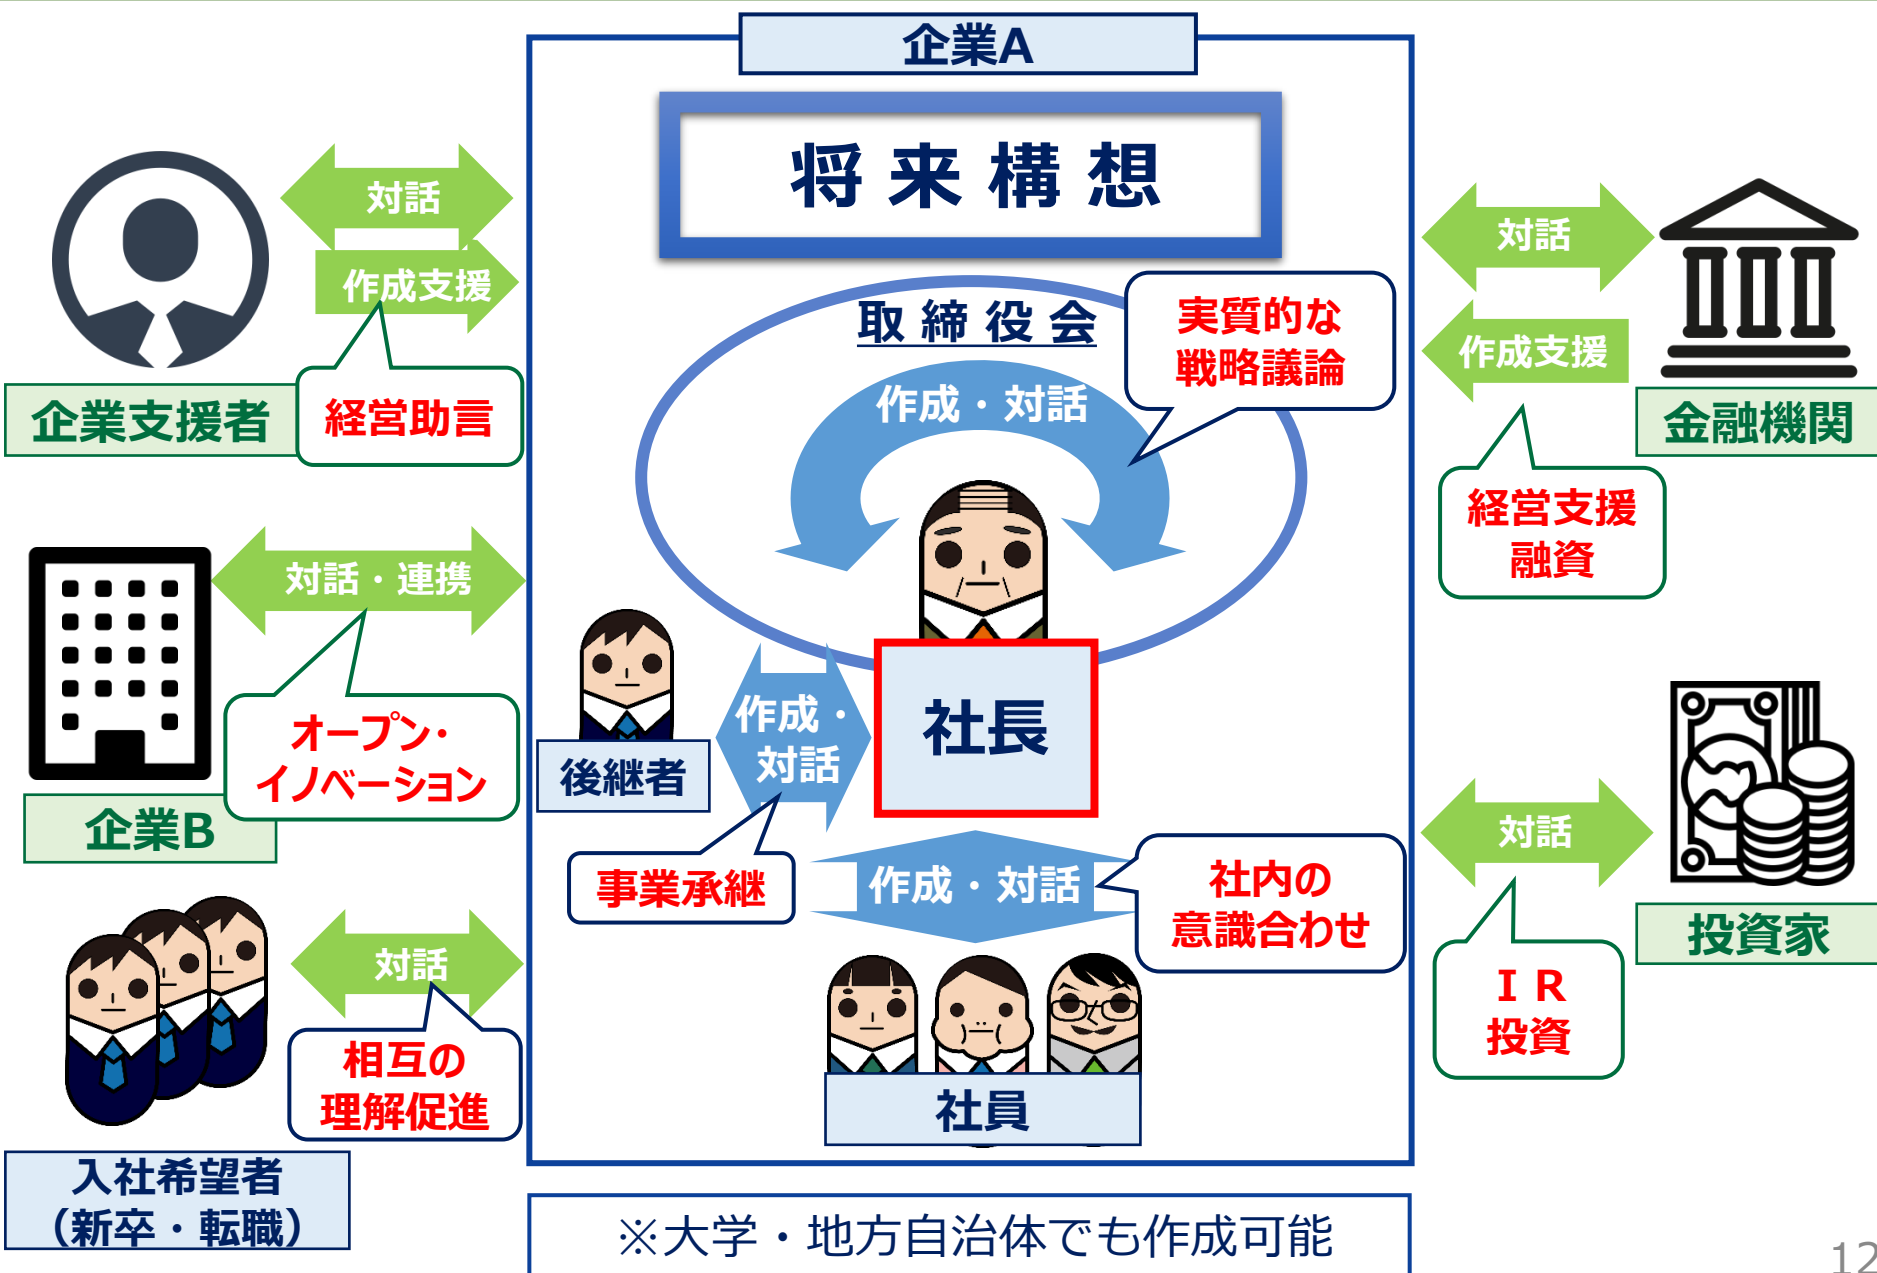 企業A
将来構想
対話
作成支援
経営助言
企業支援者
取締役会
作成・対話
実質的な
戦略議論
対話
作成支援
金融機関
経営支援
融資
対話・連携
オープン・
イノベーション
企業B
後継者
作成・
対話
社長
事業承継
作成・対話
社内の
意識合わせ
社員
対話
投資家
ＩＲ
投資
対話
相互の
理解促進
入社希望者
（新卒・転職）
※大学・地方自治体でも作成可能
12